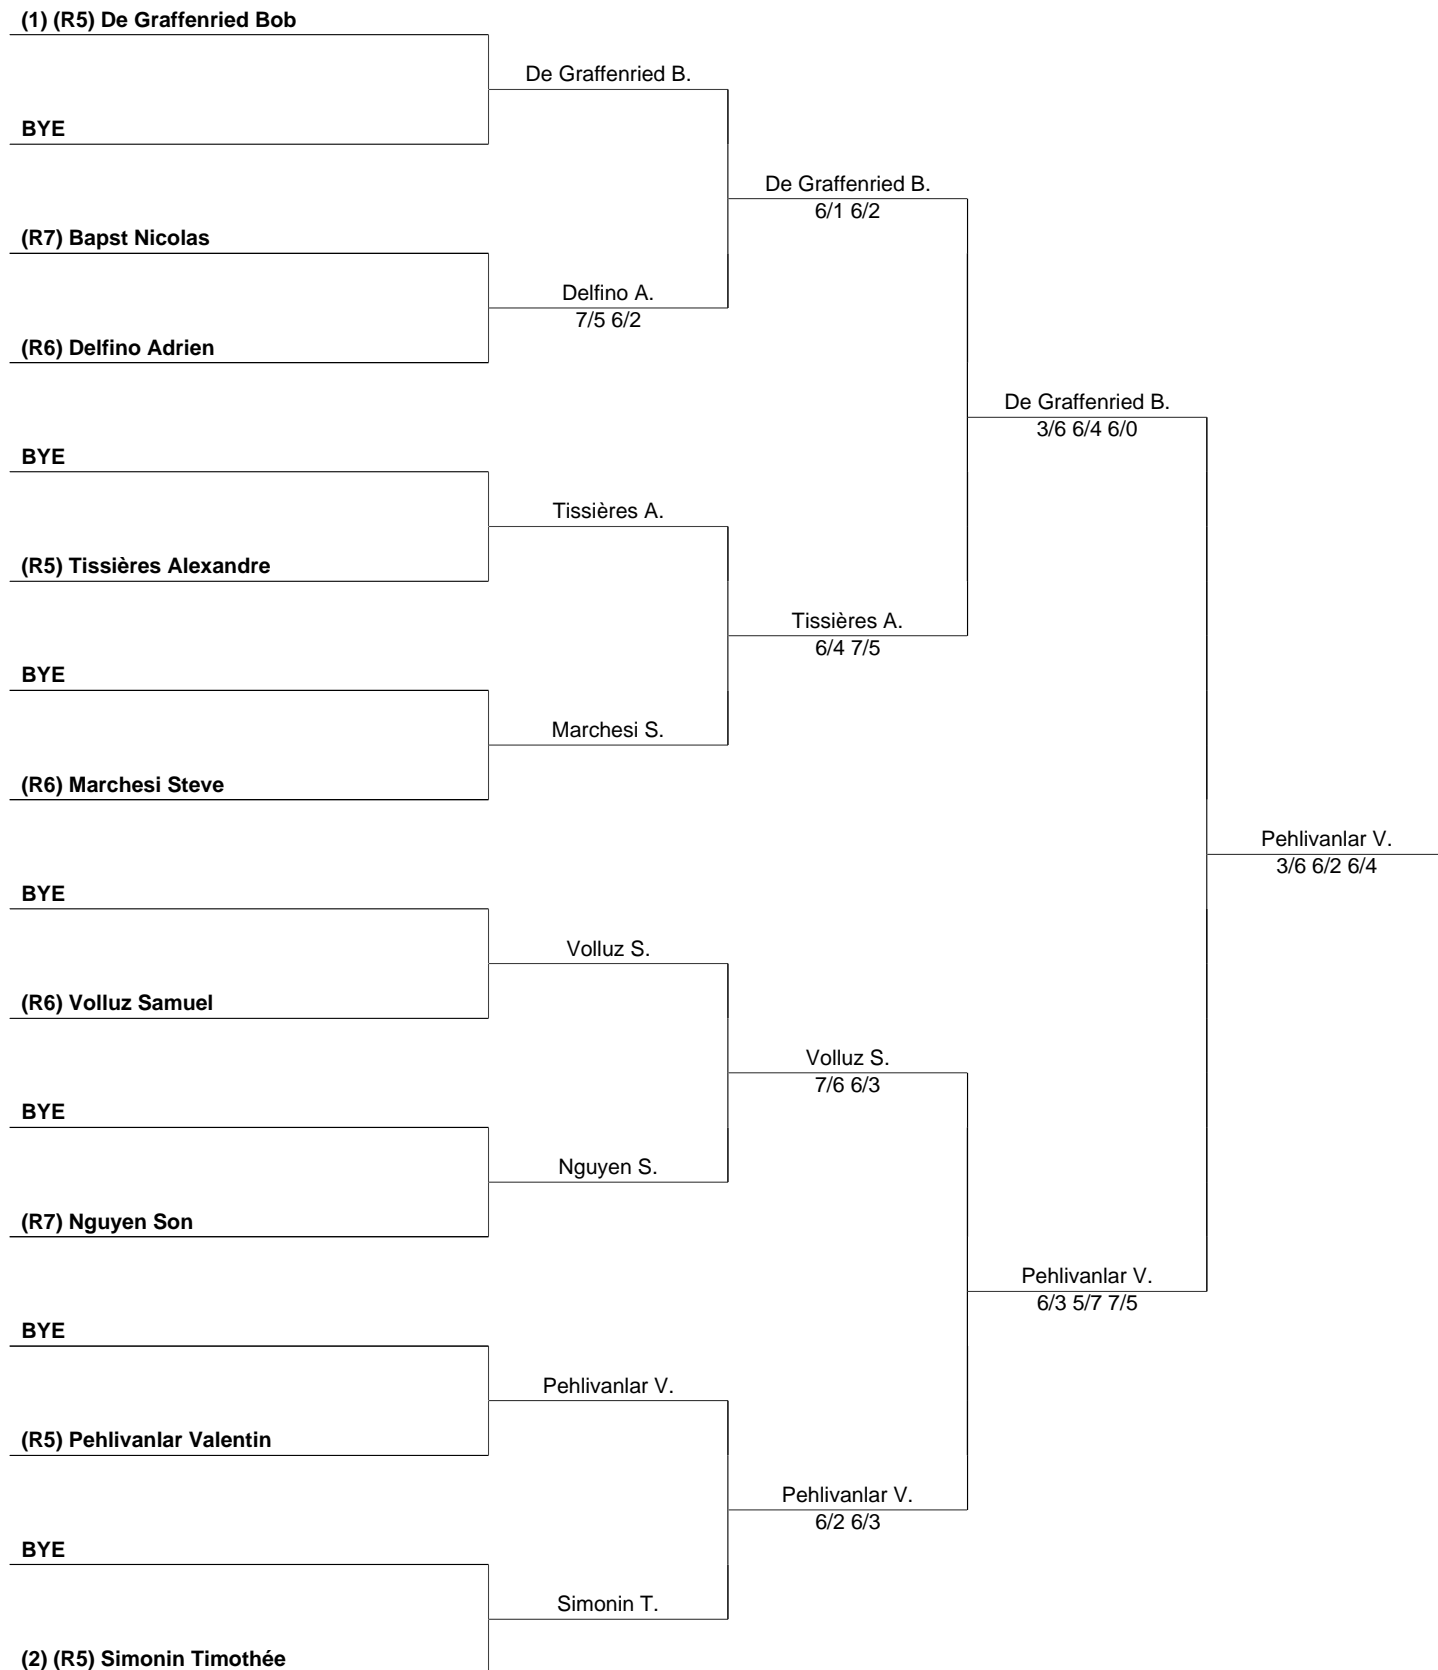 (1) (R5) De Graffenried Bob
De Graffenried B.
BYE
De Graffenried B.
6/1 6/2
(R7) Bapst Nicolas
Delfino A.
7/5 6/2
(R6) Delfino Adrien
De Graffenried B.
3/6 6/4 6/0
BYE
Tissières A.
(R5) Tissières Alexandre
Tissières A.
6/4 7/5
BYE
Marchesi S.
(R6) Marchesi Steve
Pehlivanlar V.
3/6 6/2 6/4
BYE
Volluz S.
(R6) Volluz Samuel
Volluz S.
7/6 6/3
BYE
Nguyen S.
(R7) Nguyen Son
Pehlivanlar V.
6/3 5/7 7/5
BYE
Pehlivanlar V.
(R5) Pehlivanlar Valentin
Pehlivanlar V.
6/2 6/3
BYE
Simonin T.
(2) (R5) Simonin Timothée